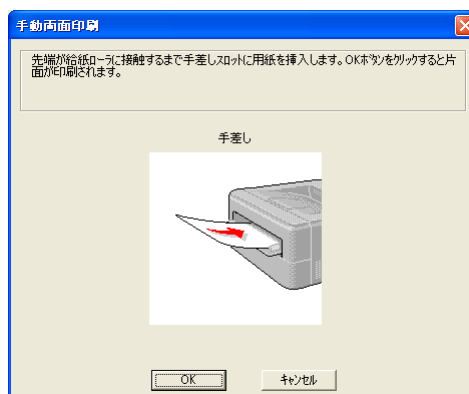 手動両面印刷
先端が給紙ローラに接触するまで手差しスロットに用紙を挿入します。OKボタンをクリックすると片
面が印刷されます。
手差し
OK
キャンセル